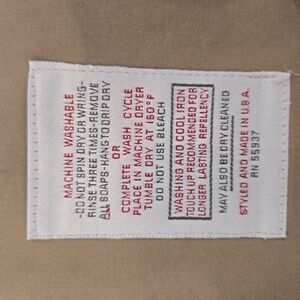 MACHINE WASHABLE
-DO NOT SPIN DRY OR WRING-
RINSE THREE TIMES-REMOVE
ALL SOAPS-HANG TO DRIP DRY
OR
COMPLETE WASH CYCLE
PLACE IN MACHINE DRYER
TUMBLE DRY AT 160°F
DO NOT USE BLEACH
WASHING AND COOL IRON
TOUCH UP RECOMMENDED FOR
LONGER LASTING REPELLENCY
MAY ALSO BE DRY CLEANED
STYLED AND MADE IN U.S.A.
RN 55937